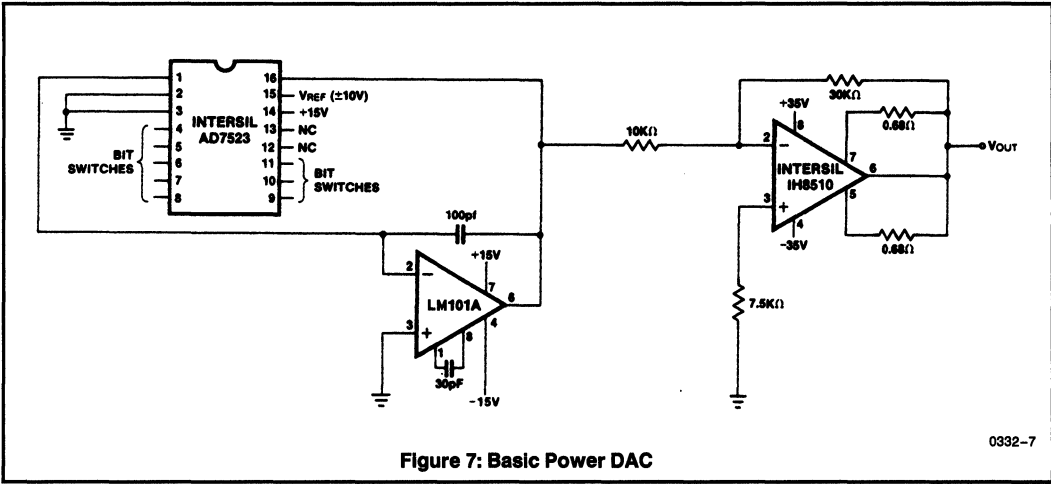 1
2
3
4
5
6
7
8
INTERSIL
AD7523
16
15
14
13
12
11
10
9
VREF (±10V)
+15V
NC
NC
BIT
SWITCHES
BIT
SWITCHES
100pf
2
−
3
+
LM101A
+15V
7
6
4
8
1
30pF
-15V
10KΩ
30KΩ
+35V
8
2
−
3
+
INTERSIL
IH8510
7
6
5
4
-35V
0.68Ω
0.68Ω
VOUT
7.5KΩ
0332-7
Figure 7: Basic Power DAC